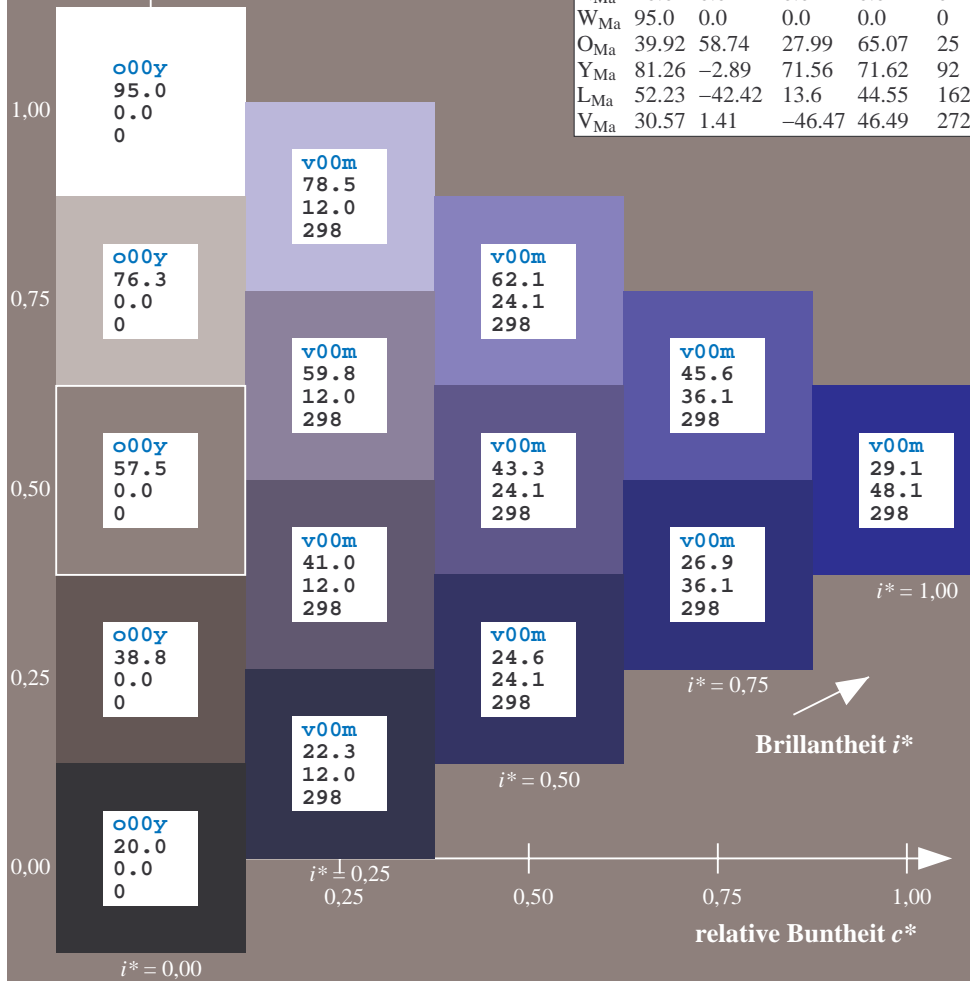 W Ma 95.0 0.0 0.0 0.0 0
O Ma 39.92 58.74 27.99 65.07 25
Y Ma 81.26 −2.89 71.56 71.62 92
L Ma 52.23 −42.42 13.6 44.55 162
V Ma 30.57 1.41 −46.47 46.49 272
1,00
o00y
95.0
0.0
0
v00m
78.5
12.0
298
0,75
o00y
76.3
0.0
0
v00m
62.1
24.1
298
v00m
59.8
12.0
298
v00m
45.6
36.1
298
0,50
o00y
57.5
0.0
0
v00m
43.3
24.1
298
v00m
29.1
48.1
298
i* = 1,00
v00m
41.0
12.0
298
v00m
26.9
36.1
298
i* = 0,75
0,25
o00y
38.8
0.0
0
v00m
24.6
24.1
298
i* = 0,50
Brillantheit i*
v00m
22.3
12.0
298
i* = 0,25
0,00
o00y
20.0
0.0
0
i* = 0,00
0,25 0,50 0,75 1,00
relative Buntheit c*